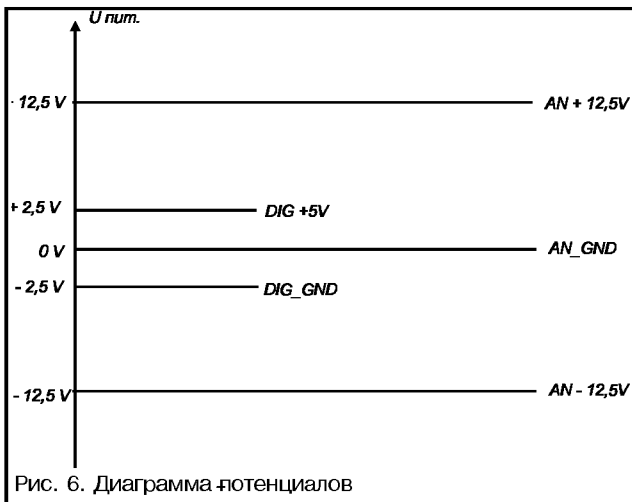 U пит.
+ 12,5 V
AN + 12,5V
+ 2,5 V
DIG +5V
0 V
AN_GND
- 2,5 V
DIG_GND
- 12,5 V
AN - 12,5V
Рис. 6. Диаграмма потенциалов